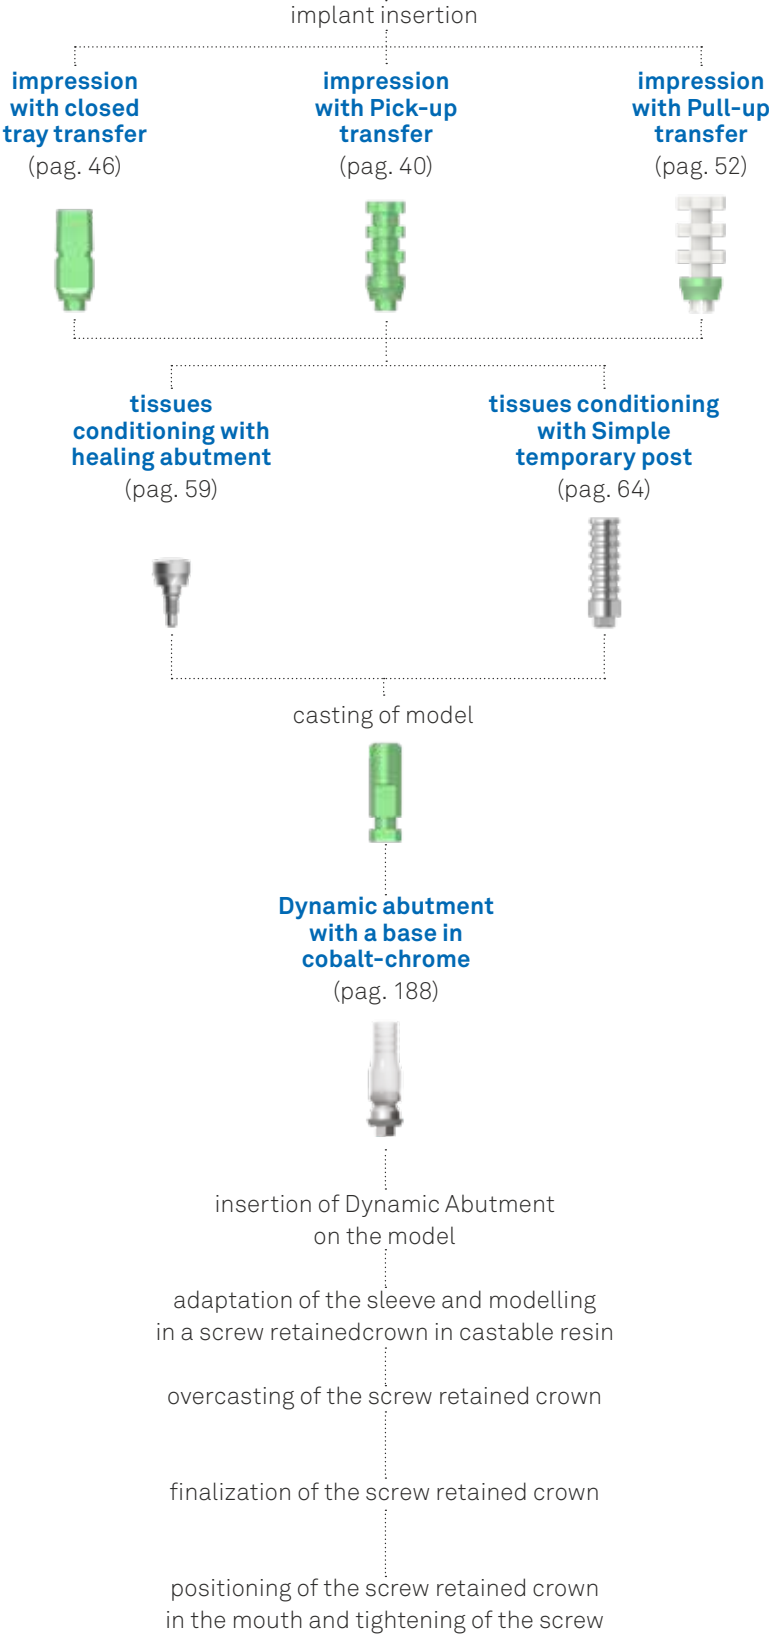 implant insertion
impression
with closed
tray transfer
(pag. 46)
impression
with Pick-up
transfer
(pag. 40)
impression
with Pull-up
transfer
(pag. 52)
tissues
conditioning with
healing abutment
(pag. 59)
tissues conditioning
with Simple
temporary post
(pag. 64)
casting of model
Dynamic abutment
with a base in
cobalt-chrome
(pag. 188)
insertion of Dynamic Abutment
on the model
adaptation of the sleeve and modelling
in a screw retainedcrown in castable resin
overcasting of the screw retained crown
finalization of the screw retained crown
positioning of the screw retained crown
in the mouth and tightening of the screw